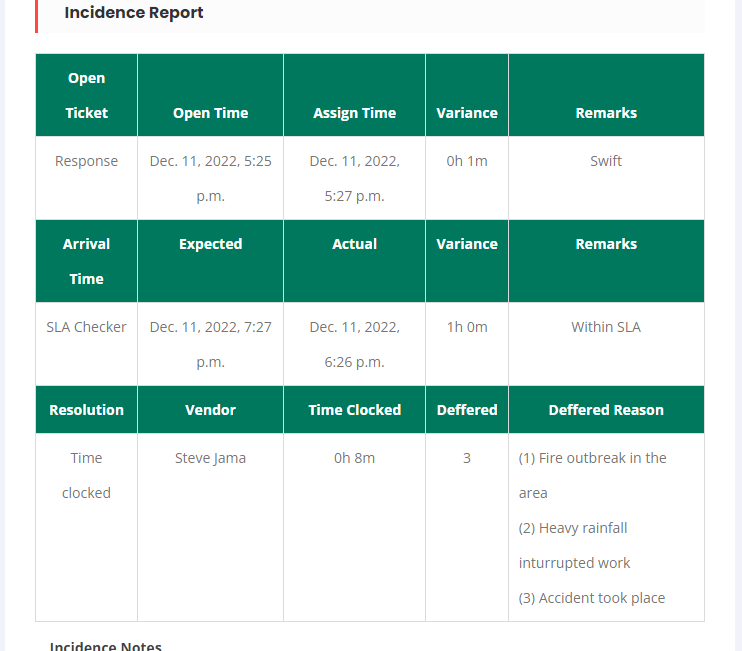 Incidence Report
Open
Ticket
Open Time
Assign Time
Variance
Remarks
Response
Dec. 11, 2022, 5:25
p.m.
Dec. 11, 2022,
5:27 p.m.
0h 1m
Swift
Arrival
Time
Expected
Actual
Variance
Remarks
SLA Checker
Dec. 11, 2022, 7:27
p.m.
Dec. 11, 2022,
6:26 p.m.
1h 0m
Within SLA
Resolution
Vendor
Time Clocked
Deffered
Deffered Reason
Time
clocked
Steve Jama
0h 8m
3
(1) Fire outbreak in the
area
(2) Heavy rainfall
inturrupted work
(3) Accident took place
Incidence Notes